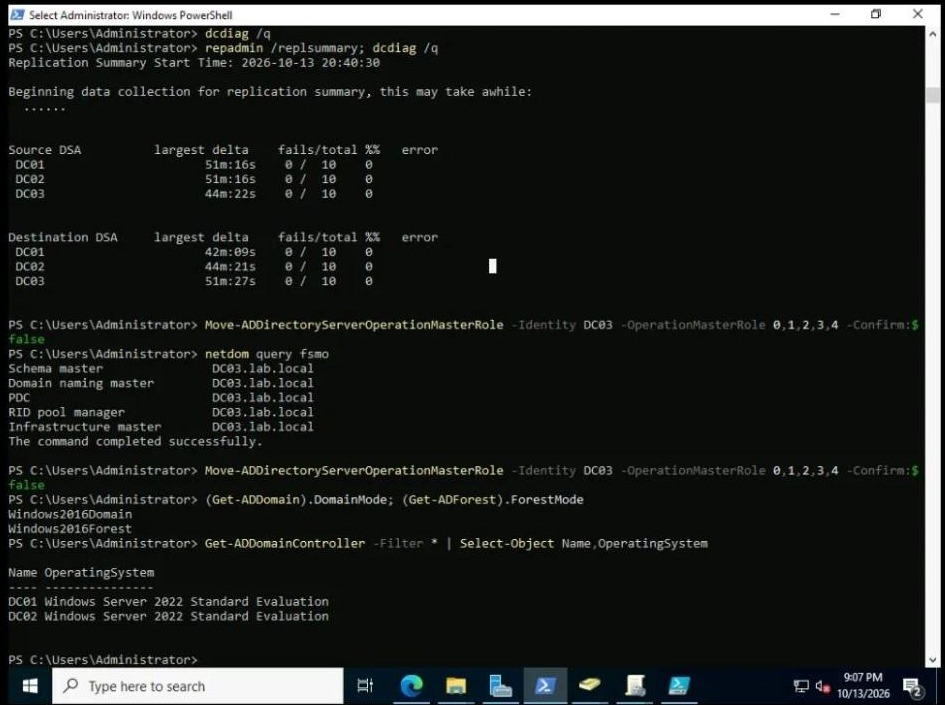 Select Administrator: Windows PowerShell
PS C:\Users\Administrator> dcdiag /q
PS C:\Users\Administrator> repadmin /replsummary; dcdiag /q
Replication Summary Start Time: 2026-10-13 20:40:30
Beginning data collection for replication summary, this may take awhile:
......
Source DSA          largest delta    fails/total %%   error
DC01                      51m:16s    0 /  10    0
DC02                      51m:16s    0 /  10    0
DC03                      44m:22s    0 /  10    0
Destination DSA     largest delta    fails/total %%   error
DC01                      42m:09s    0 /  10    0
DC02                      44m:21s    0 /  10    0
DC03                      51m:27s    0 /  10    0
PS C:\Users\Administrator> Move-ADDirectoryServerOperationMasterRole -Identity DC03 -OperationMasterRole 0,1,2,3,4 -Confirm:$
false
PS C:\Users\Administrator> netdom query fsmo
Schema master               DC03.lab.local
Domain naming master        DC03.lab.local
PDC                         DC03.lab.local
RID pool manager            DC03.lab.local
Infrastructure master       DC03.lab.local
The command completed successfully.
PS C:\Users\Administrator> Move-ADDirectoryServerOperationMasterRole -Identity DC03 -OperationMasterRole 0,1,2,3,4 -Confirm:$
false
PS C:\Users\Administrator> (Get-ADDomain).DomainMode; (Get-ADForest).ForestMode
Windows2016Domain
Windows2016Forest
PS C:\Users\Administrator> Get-ADDomainController -Filter * | Select-Object Name,OperatingSystem
Name OperatingSystem
---- ---------------
DC01 Windows Server 2022 Standard Evaluation
DC02 Windows Server 2022 Standard Evaluation
PS C:\Users\Administrator>
Type here to search
9:07 PM
10/13/2026
2